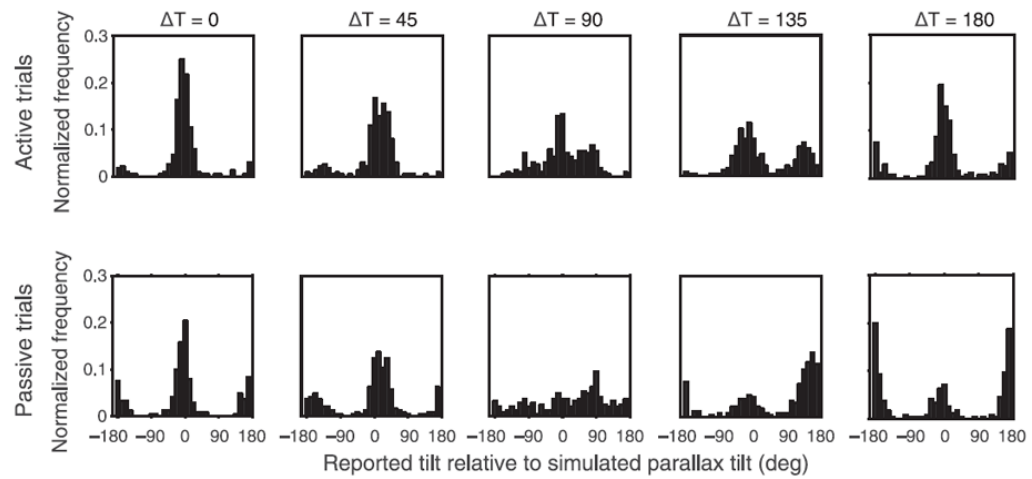 ΔT = 0 ΔT = 45 ΔT = 90 ΔT = 135 ΔT = 180
Active trials
Normalized frequency
0.3
0.2
0.1
0
Passive trials
Normalized frequency
0.3
0.2
0.1
0
−180 −90 0 90 180 −180 −90 0 90 180 −180 −90 0 90 180 −180 −90 0 90 180 −180 −90 0 90 180
Reported tilt relative to simulated parallax tilt (deg)